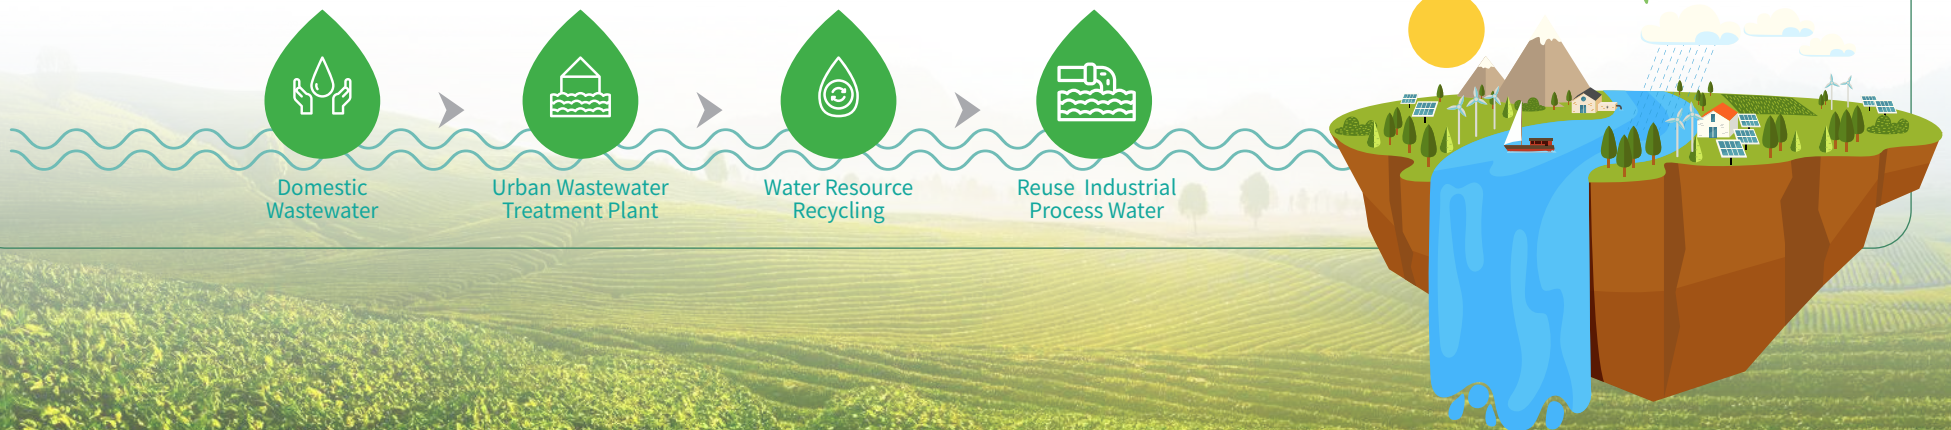 Domestic
Wastewater
Urban Wastewater
Treatment Plant
Water Resource
Recycling
Reuse  Industrial
Process Water